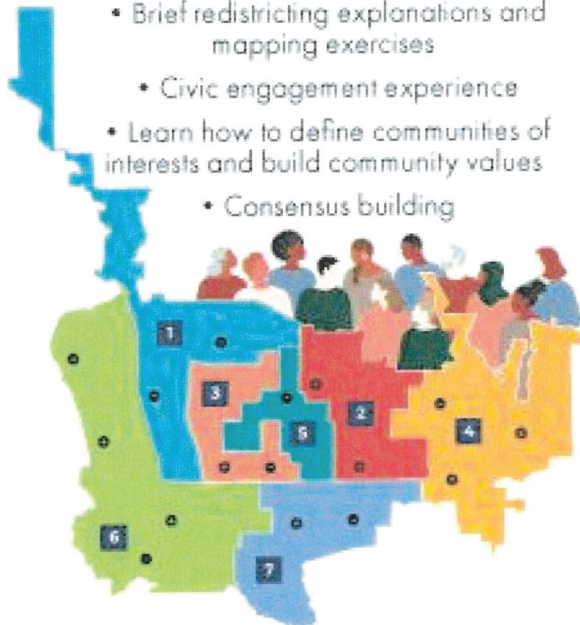 • Brief redistricting explanations and
mapping exercises
• Civic engagement experience
• Learn how to define communities of
interests and build community values
• Consensus building
1
3
2
5
4
6
7